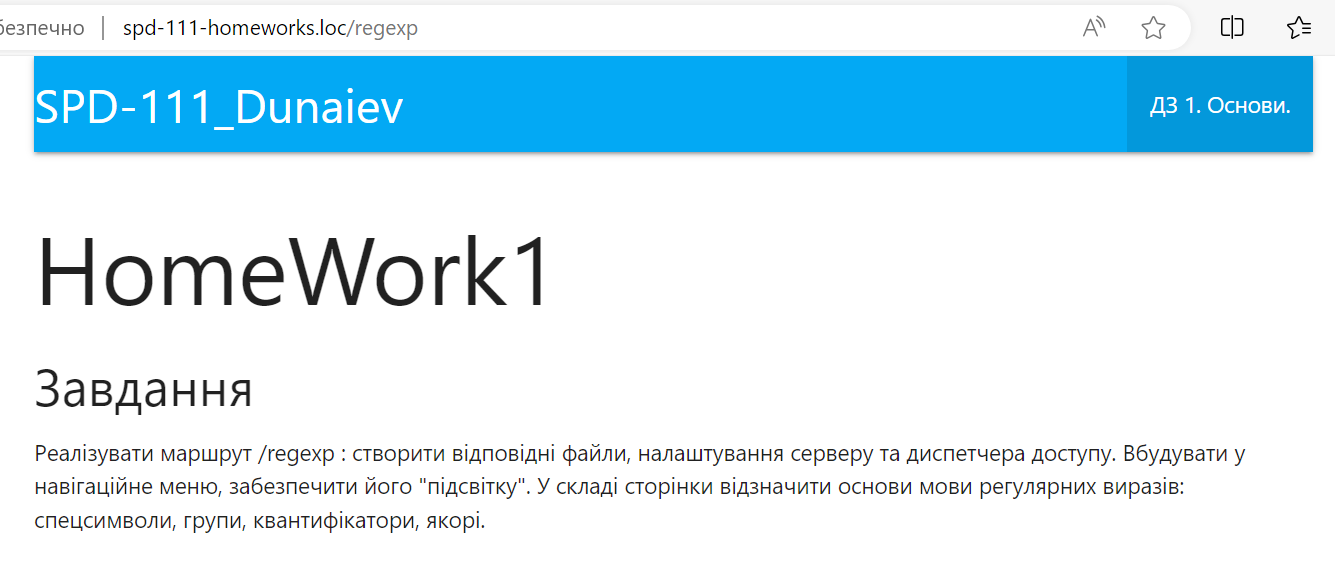 безпечно | spd-111-homeworks.loc/regexp
SPD-111_Dunaiev
ДЗ 1. Основи.
HomeWork1
Завдання
Реалізувати маршрут /regexp : створити відповідні файли, налаштування серверу та диспетчера доступу. Вбудувати у
навігаційне меню, забезпечити його "підсвітку". У складі сторінки відзначити основи мови регулярних виразів:
спецсимволи, групи, квантифікатори, якорі.